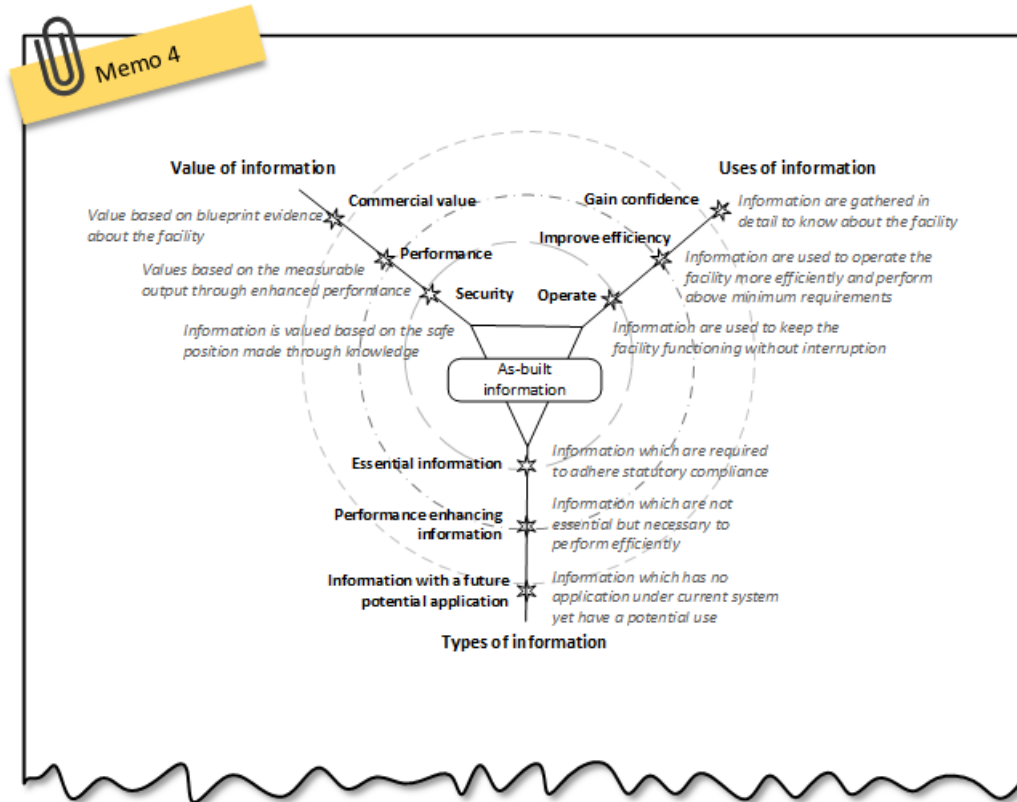 Memo 4
Value of information
Uses of information
Commercial value
Value based on blueprint evidence
about the facility
Gain confidence
Information are gathered in
detail to know about the facility
Performance
Values based on the measurable
output through enhanced performance
Improve efficiency
Information are used to operate the
facility more efficiently and perform
above minimum requirements
Security
Information is valued based on the safe
position made through knowledge
Operate
Information are used to keep the
facility functioning without interruption
As-built
information
Essential information
Information which are required
to adhere statutory compliance
Performance enhancing
information
Information which are not
essential but necessary to
perform efficiently
Information with a future
potential application
Information which has no
application under current system
yet have a potential use
Types of information